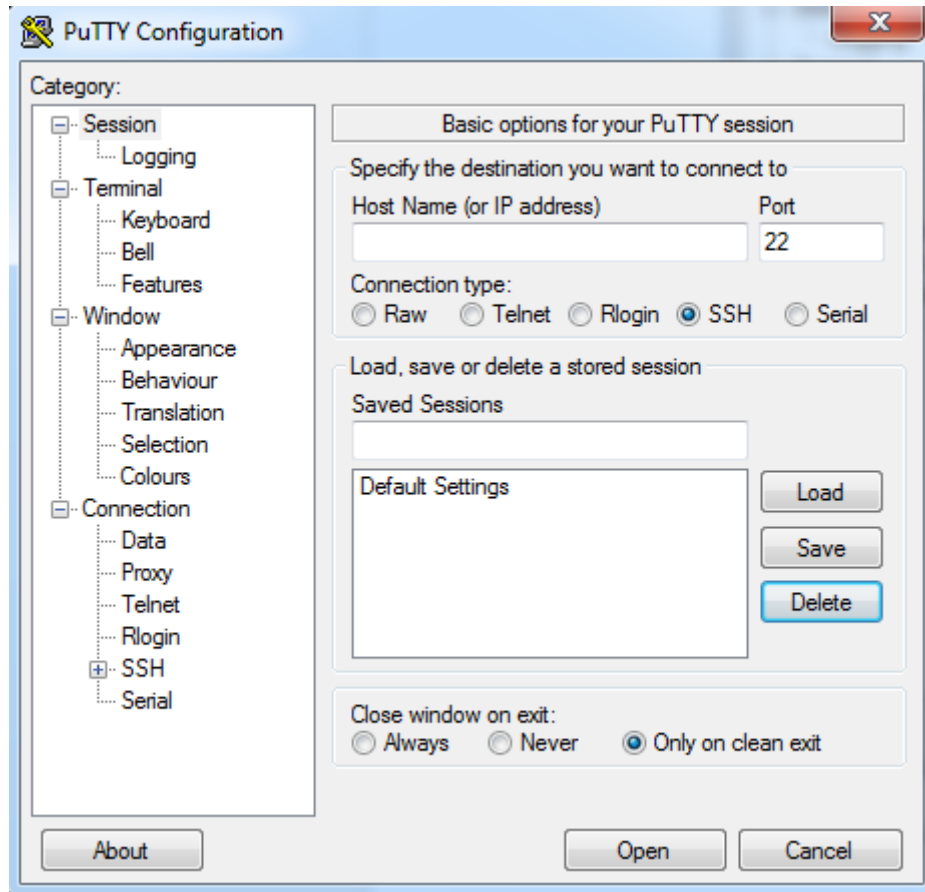 PuTTY Configuration
Category:
Session
Logging
Terminal
Keyboard
Bell
Features
Window
Appearance
Behaviour
Translation
Selection
Colours
Connection
Data
Proxy
Telnet
Rlogin
SSH
Serial
Basic options for your PuTTY session
Specify the destination you want to connect to
Host Name (or IP address) Port
22
Connection type:
Raw Telnet Rlogin SSH Serial
Load, save or delete a stored session
Saved Sessions
Default Settings
Load
Save
Delete
Close window on exit:
Always Never Only on clean exit
About Open Cancel